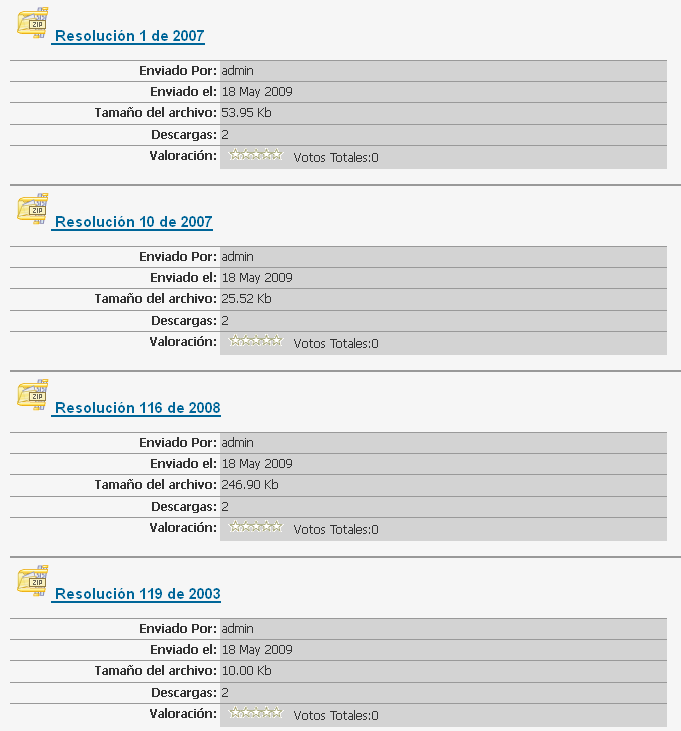 ZIP
Resolución 1 de 2007
Enviado Por: admin
Enviado el: 18 May 2009
Tamaño del archivo: 53.95 Kb
Descargas: 2
Valoración: Votos Totales:0
ZIP
Resolución 10 de 2007
Enviado Por: admin
Enviado el: 18 May 2009
Tamaño del archivo: 25.52 Kb
Descargas: 2
Valoración: Votos Totales:0
ZIP
Resolución 116 de 2008
Enviado Por: admin
Enviado el: 18 May 2009
Tamaño del archivo: 246.90 Kb
Descargas: 2
Valoración: Votos Totales:0
ZIP
Resolución 119 de 2003
Enviado Por: admin
Enviado el: 18 May 2009
Tamaño del archivo: 10.00 Kb
Descargas: 2
Valoración: Votos Totales:0